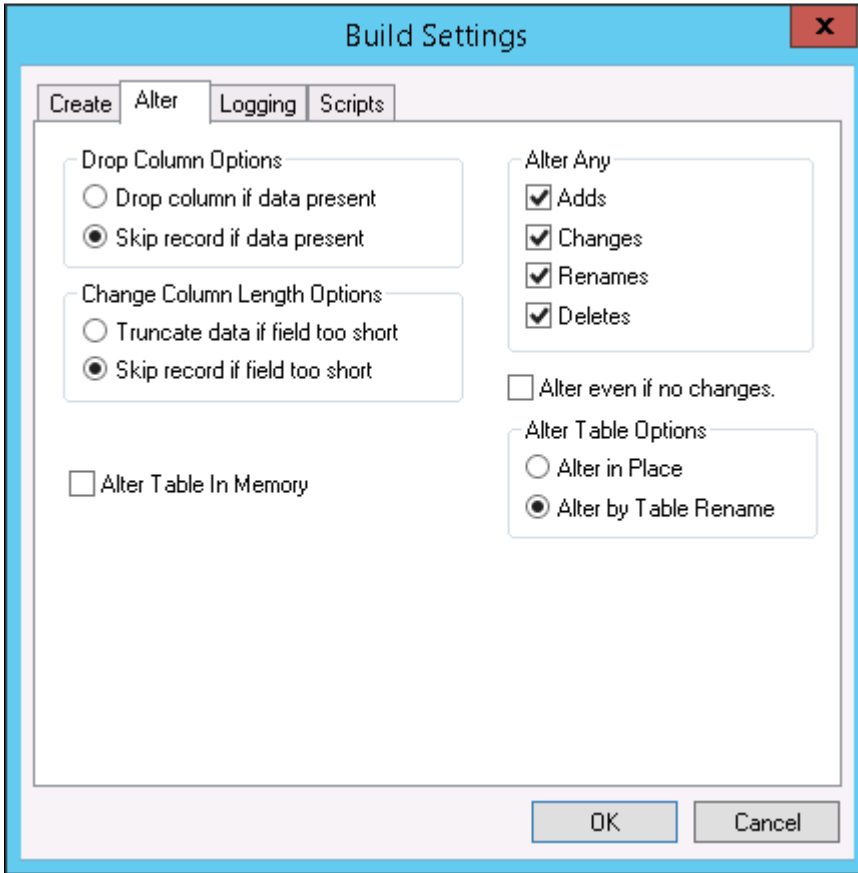 Build Settings
x
Create Alter Logging Scripts
Drop Column Options
Drop column if data present
Skip record if data present
Change Column Length Options
Truncate data if field too short
Skip record if field too short
Alter Table In Memory
Alter Any
Adds
Changes
Renames
Deletes
Alter even if no changes.
Alter Table Options
Alter in Place
Alter by Table Rename
OK Cancel